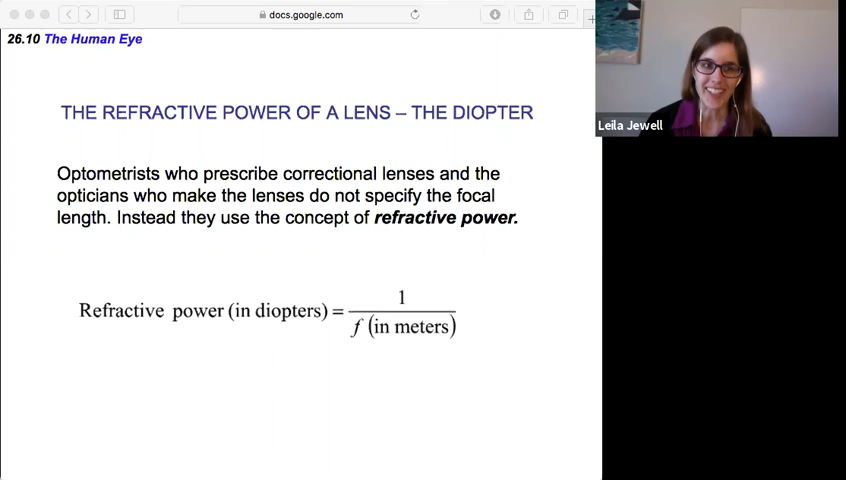 docs.google.com
26.10 The Human Eye
THE REFRACTIVE POWER OF A LENS – THE DIOPTER
Leila Jewell
Optometrists who prescribe correctional lenses and the
opticians who make the lenses do not specify the focal
length. Instead they use the concept of refractive power.
Refractive power (in diopters) = 1
f (in meters)